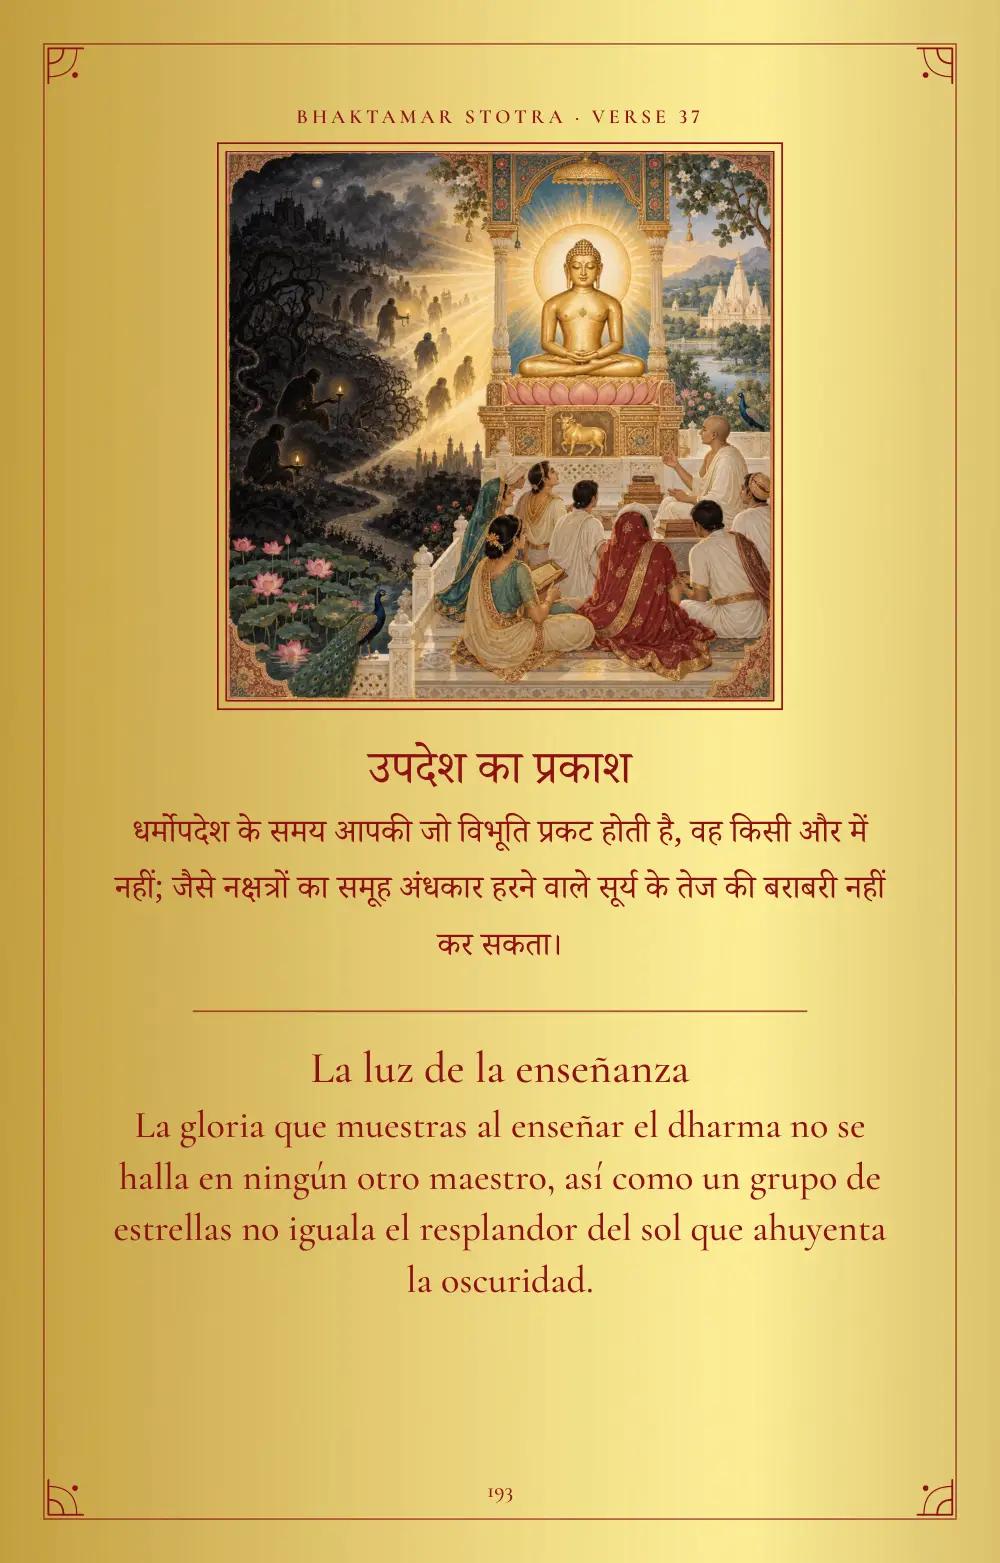 BHAKTAMAR STOTRA · VERSE 37
उपदेश का प्रकाश
धर्मोपदेश के समय आपकी जो विभूति प्रकट होती है, वह किसी और में
नहीं; जैसे नक्षत्रों का समूह अंधकार हरने वाले सूर्य के तेज की बराबरी नहीं
कर सकता।
La luz de la enseñanza
La gloria que muestras al enseñar el dharma no se
halla en ningún otro maestro, así como un grupo de
estrellas no iguala el resplandor del sol que ahuyenta
la oscuridad.
193